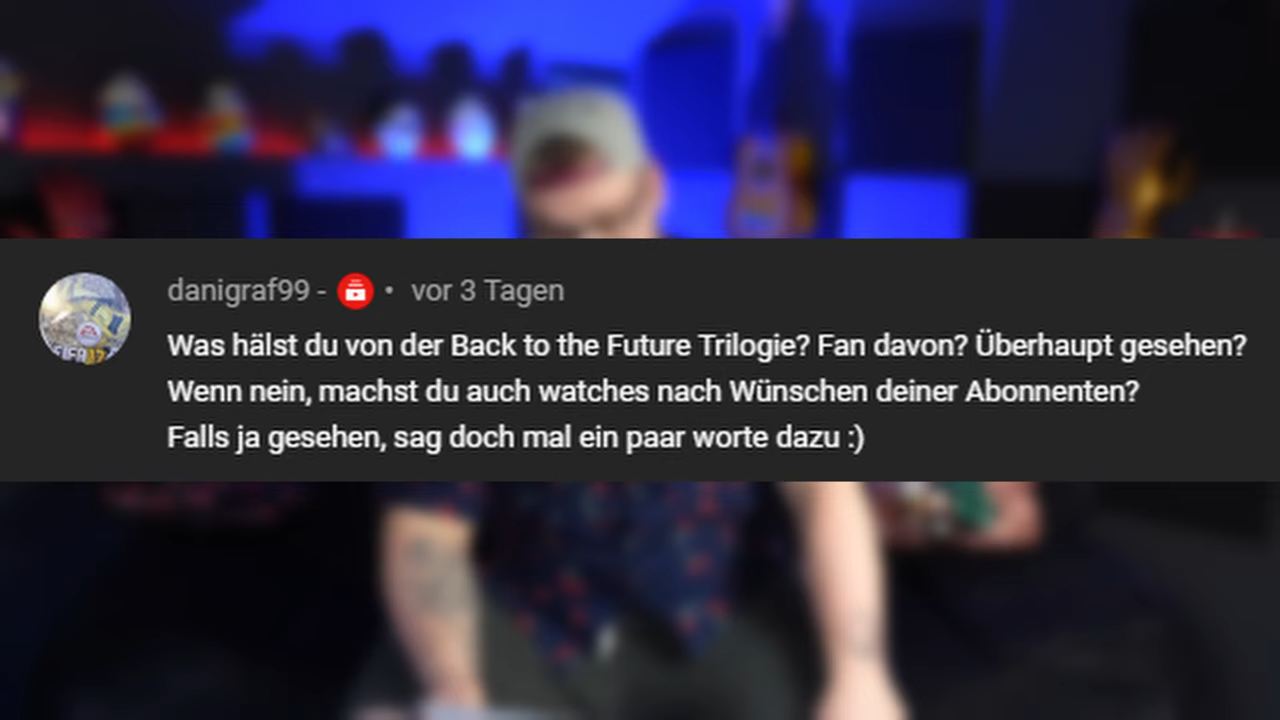 danigraf99 - • vor 3 Tagen
Was hälst du von der Back to the Future Trilogie? Fan davon? Überhaupt gesehen?
Wenn nein, machst du auch watches nach Wünschen deiner Abonnenten?
Falls ja gesehen, sag doch mal ein paar worte dazu :)
FIFA 17